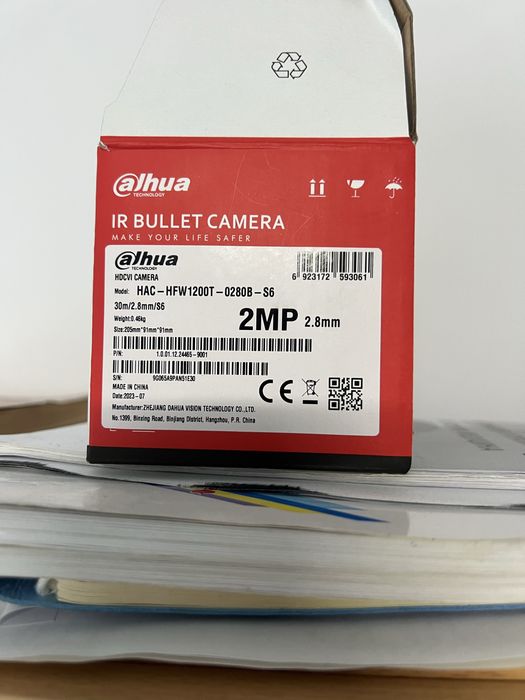 alhua
TECHNOLOGY
IR BULLET CAMERA
MAKE YOUR LIFE SAFER
alhua
TECHNOLOGY
HDCVI CAMERA
Model: HAC-HFW1200T-0280B-S6
30m/2.8mm/S6
Weight:0.46kg
Size:205mm*91mm*91mm
6 923172 593061
2MP 2.8mm
P/N: 1.0.01.12.24465-9001
S/N: 9G065A9PAN51E30
MADE IN CHINA
Date:2023-07
CE
Manufacturer:ZHEJIANG DAHUA VISION TECHNOLOGY CO.,LTD.
No.1399, Binxing Road, Binjiang District, Hangzhou, P.R. China